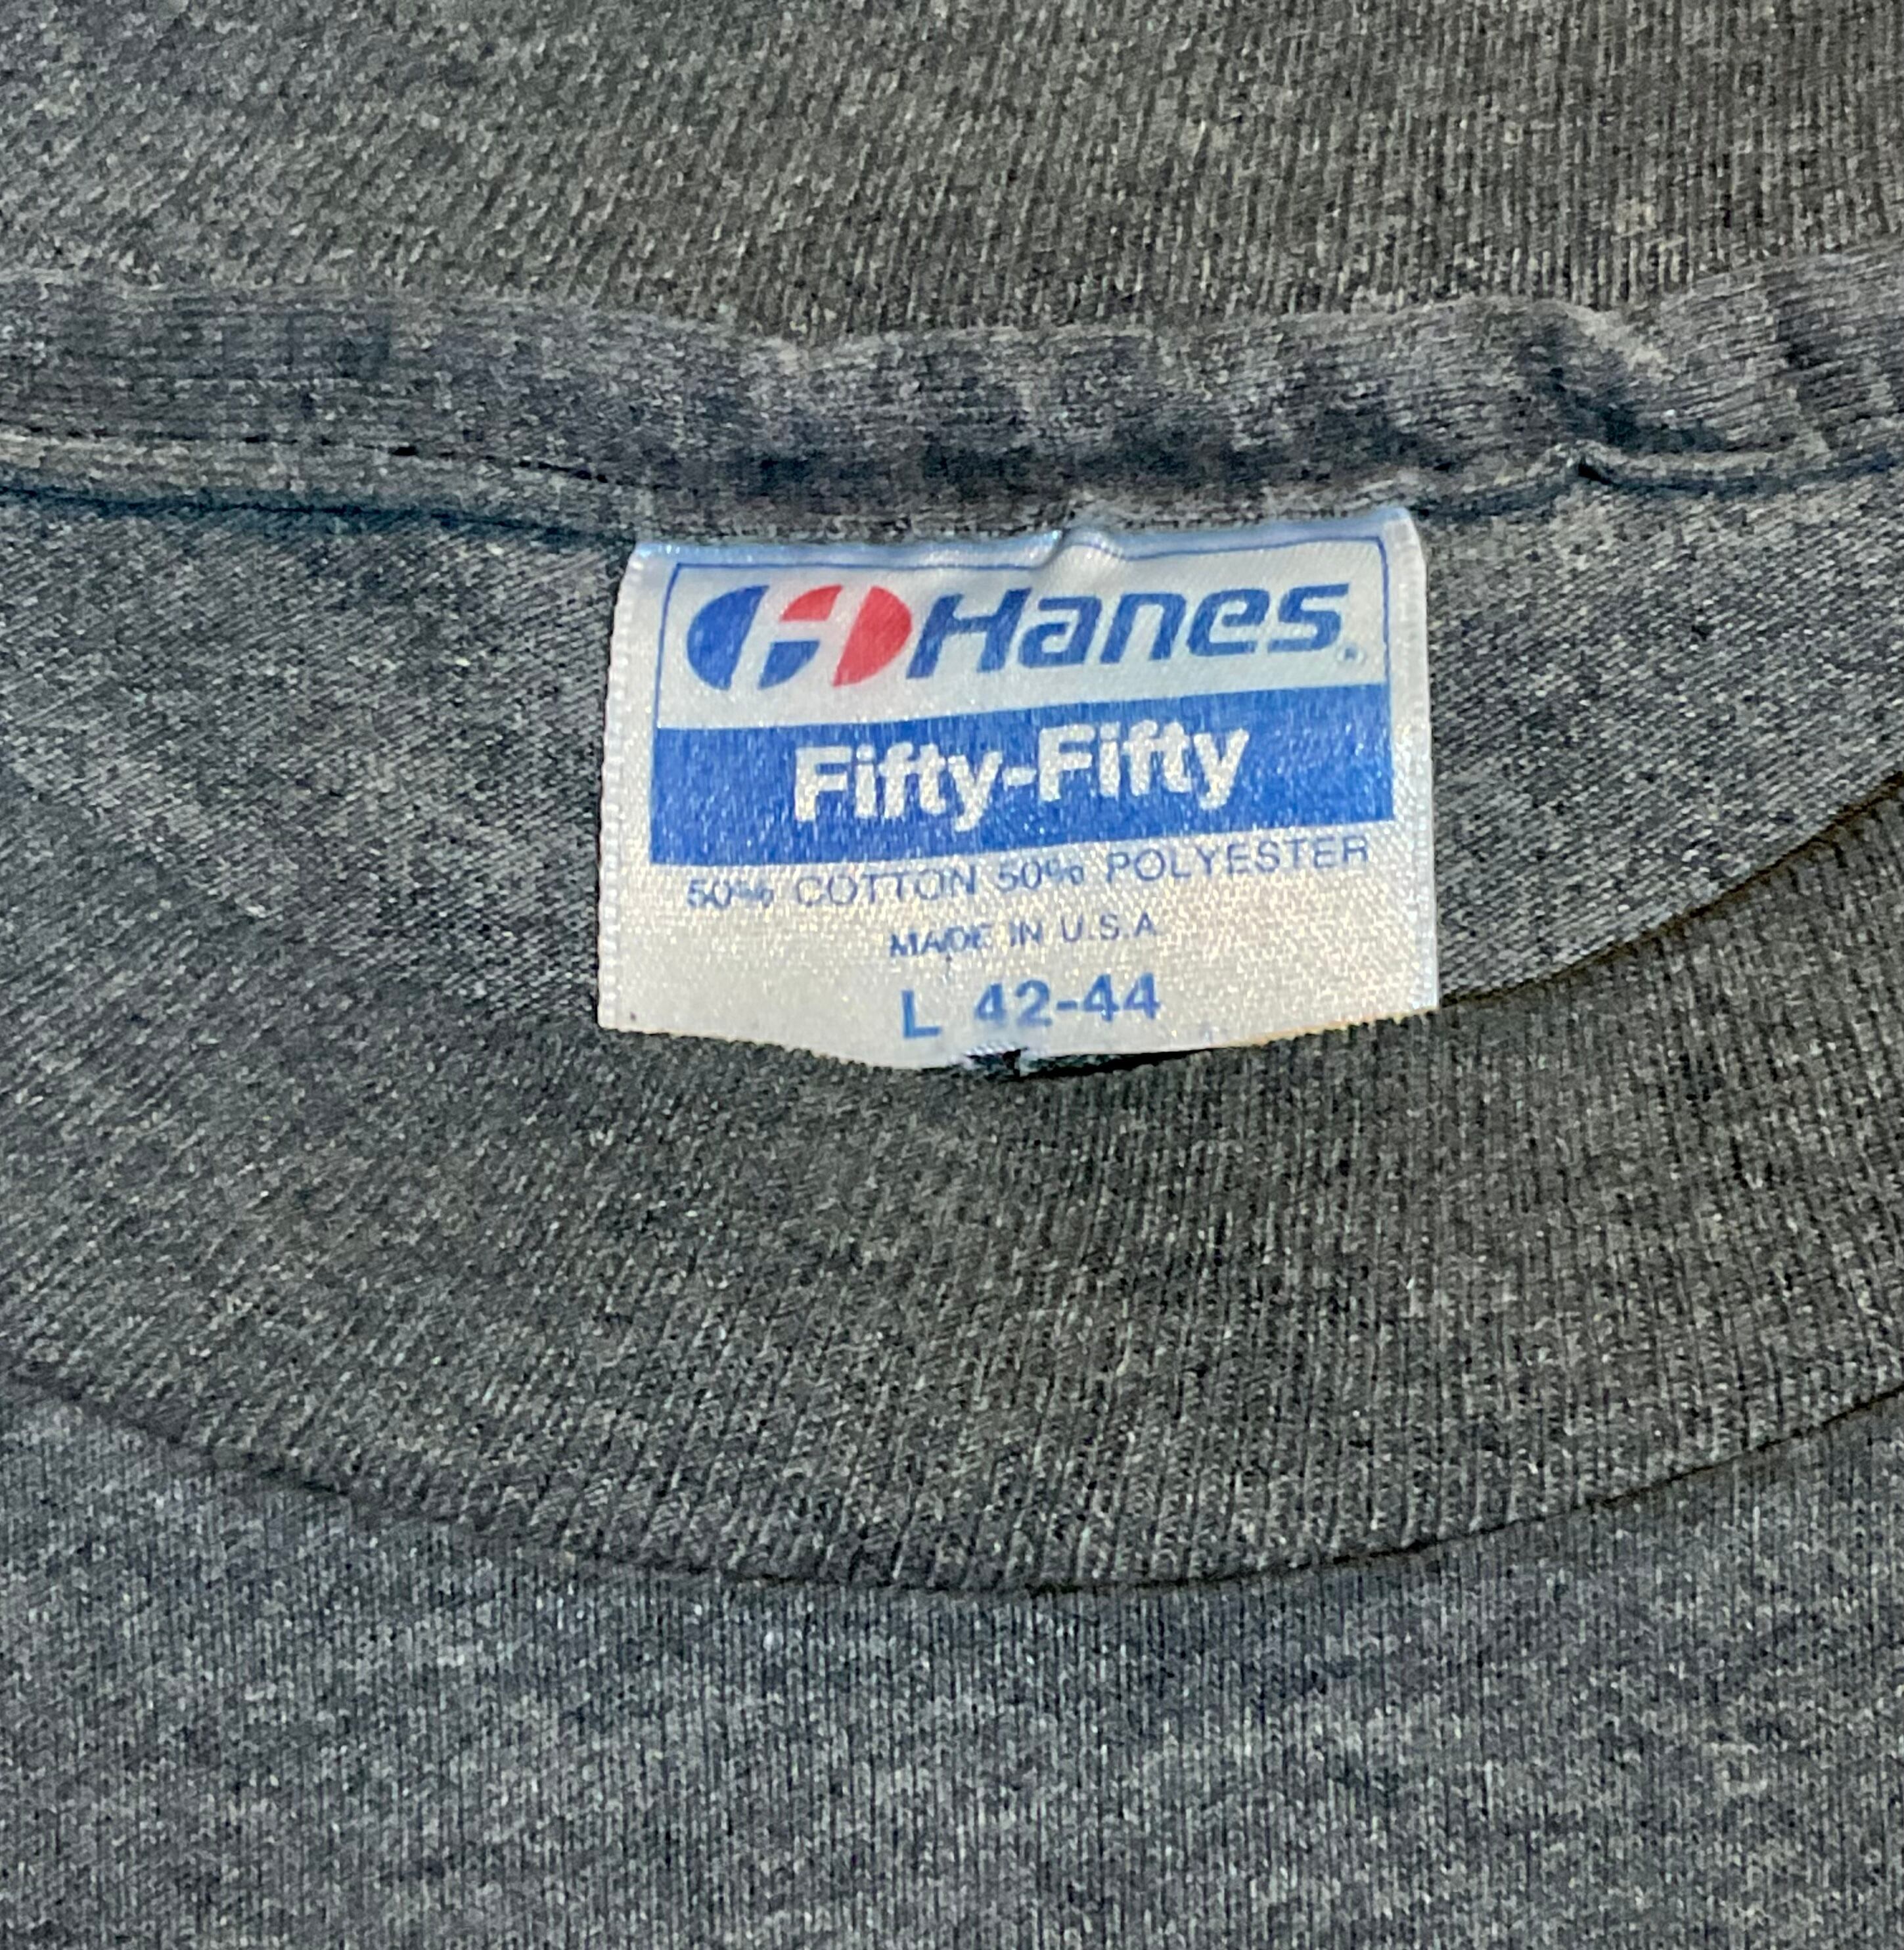 Hanes®
Fifty-Fifty
50% COTTON 50% POLYESTER
MADE IN U.S.A.
L 42-44